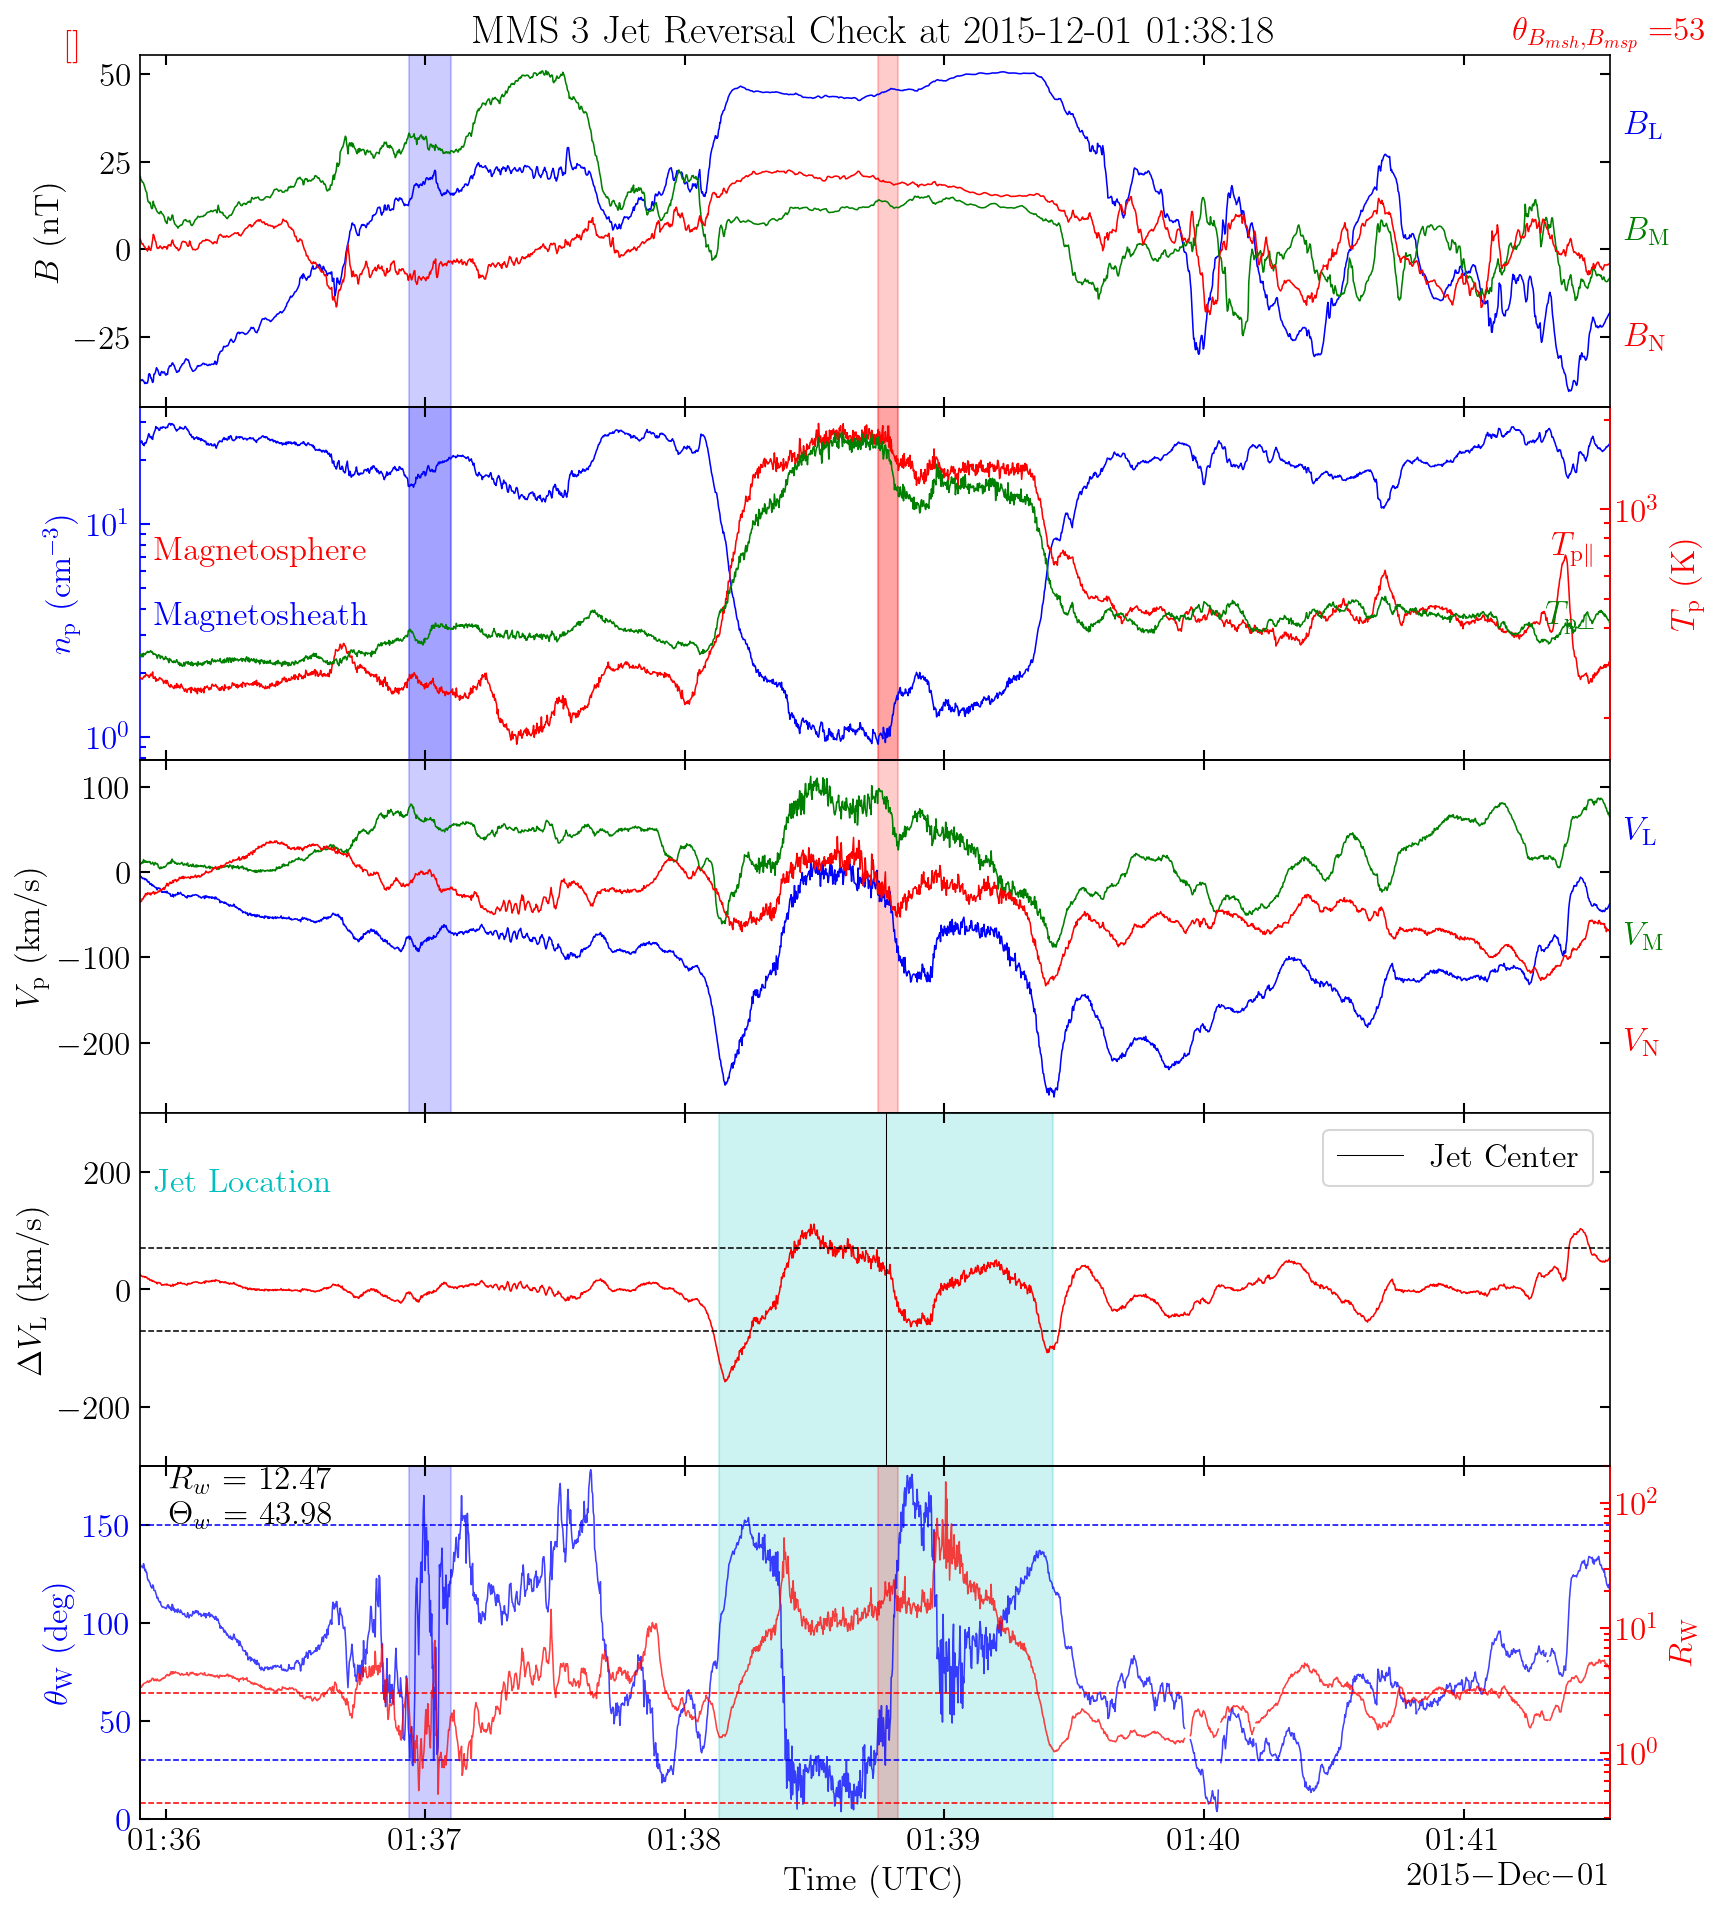 MMS 3 Jet Reversal Check at 2015-12-01 01:38:18
θ_{B_{msh},B_{msp}} =53
50
25
0
−25
B (nT)
B_L
B_M
B_N
10^1
10^0
n_p (cm^{−3})
Magnetosphere
Magnetosheath
10^3
T_p (K)
T_{p∥}
T_{p⊥}
100
0
−100
−200
V_p (km/s)
V_L
V_M
V_N
200
0
−200
ΔV_L (km/s)
Jet Location
Jet Center
R_w = 12.47
Θ_w = 43.98
150
100
50
0
θ_W (deg)
10^2
10^1
10^0
R_W
01:36
01:37
01:38
01:39
01:40
01:41
Time (UTC)
2015−Dec−01